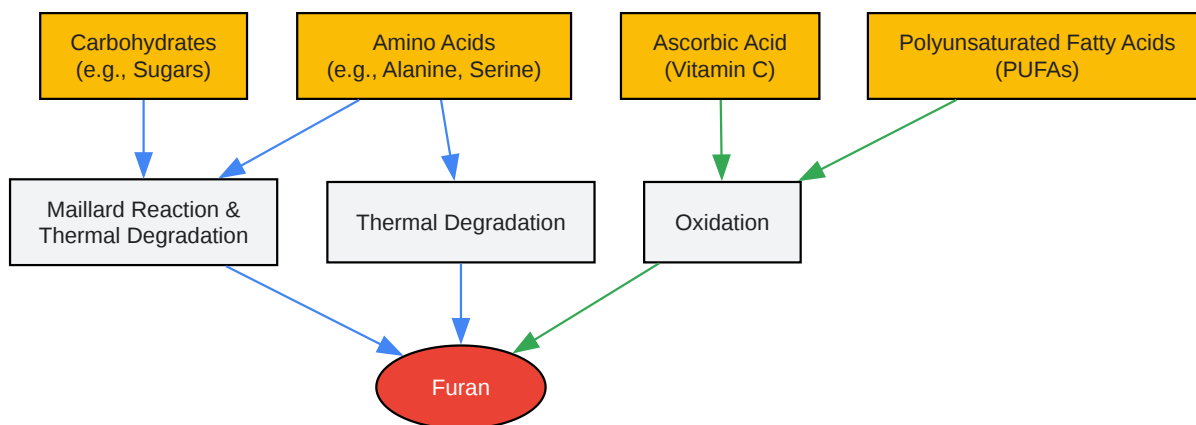 Carbohydrates
(e.g., Sugars)
Amino Acids
(e.g., Alanine, Serine)
Ascorbic Acid
(Vitamin C)
Polyunsaturated Fatty Acids
(PUFAs)
Maillard Reaction &
Thermal Degradation
Thermal Degradation
Oxidation
Furan